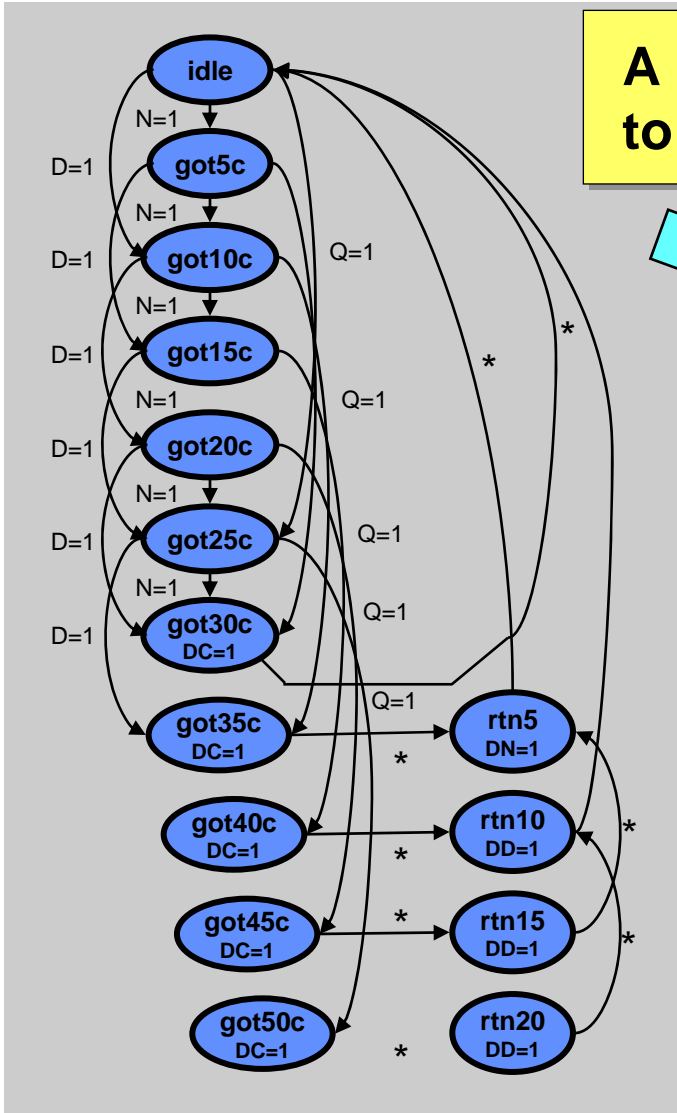 A
to
idle
N=1
D=1
got5c
N=1
D=1
Q=1
got10c
N=1
*
*
D=1
got15c
N=1
Q=1
D=1
got20c
N=1
D=1
Q=1
got25c
N=1
Q=1
D=1
got30c
DC=1
Q=1
got35c
DC=1
*
rtn5
DN=1
got40c
DC=1
*
rtn10
DD=1
*
got45c
DC=1
*
rtn15
DD=1
*
got50c
DC=1
*
rtn20
DD=1